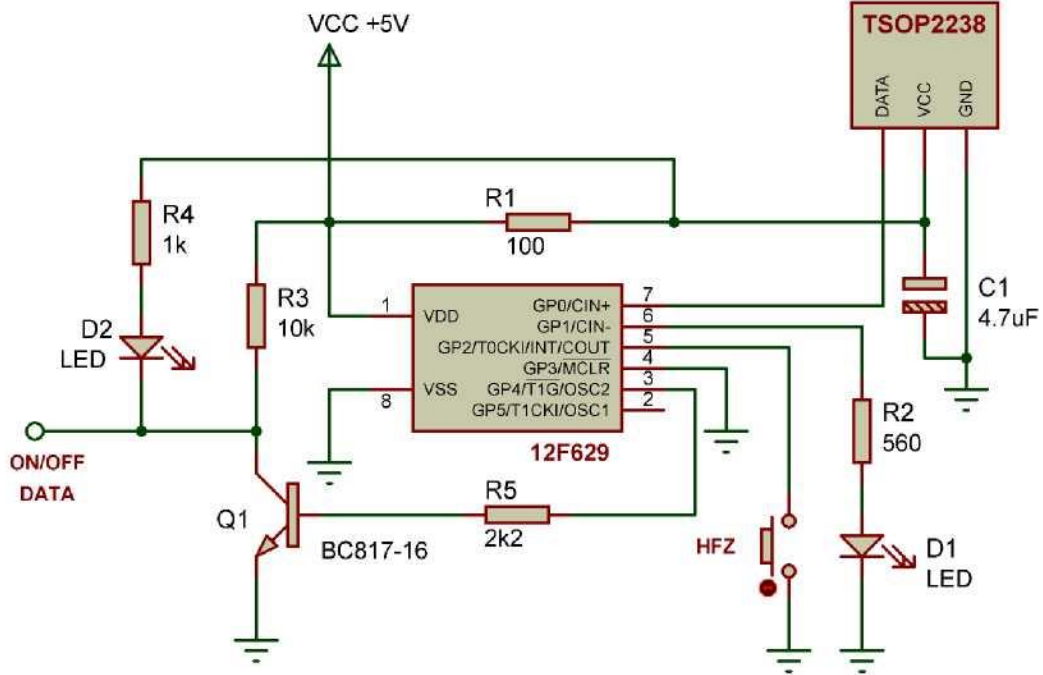 VCC +5V
TSOP2238
DATA
VCC
GND
R4
1k
R1
100
R3
10k
C1
4.7uF
D2
LED
1
VDD
8
VSS
GP0/CIN+
7
GP1/CIN-
6
GP2/T0CKI/INT/COUT
5
GP3/MCLR
4
GP4/T1G/OSC2
3
GP5/T1CKI/OSC1
2
12F629
R2
560
ON/OFF
DATA
Q1
BC817-16
R5
2k2
HFZ
D1
LED